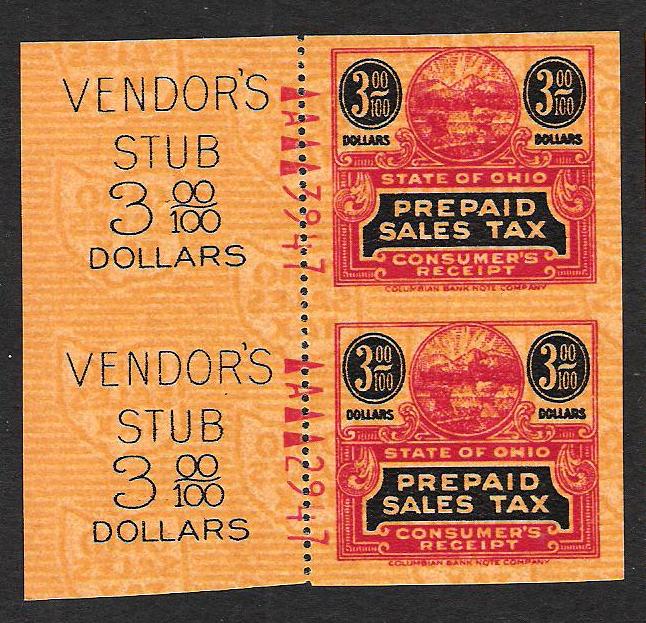 VENDOR'S
STUB
3 00/100
DOLLARS
3 00/100
DOLLARS
3 00/100
DOLLARS
STATE OF OHIO
PREPAID
SALES TAX
CONSUMER'S
RECEIPT
COLUMBIAN BANK NOTE COMPANY
VENDOR'S
STUB
3 00/100
DOLLARS
3 00/100
DOLLARS
3 00/100
DOLLARS
STATE OF OHIO
PREPAID
SALES TAX
CONSUMER'S
RECEIPT
COLUMBIAN BANK NOTE COMPANY